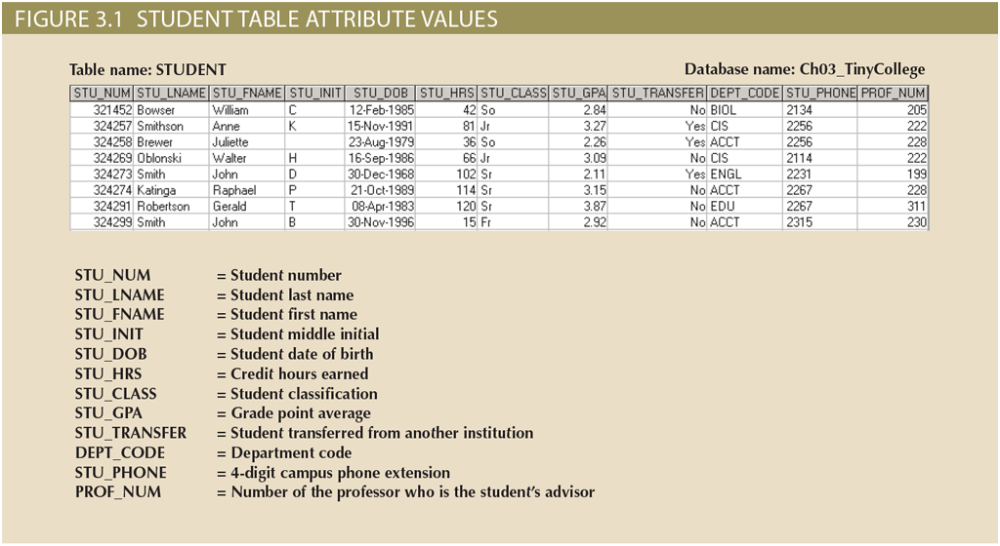 FIGURE 3.1 STUDENT TABLE ATTRIBUTE VALUES
Table name: STUDENT Database name: Ch03_TinyCollege
STU_NUM STU_LNAME STU_FNAME STU_INIT STU_DOB STU_HRS STU_CLASS STU_GPA STU_TRANSFER DEPT_CODE STU_PHONE PROF_NUM
321452 Bowser William C 12-Feb-1985 42 So 2.84 No BIOL 2134 205
324257 Smithson Anne K 15-Nov-1991 81 Jr 3.27 Yes CIS 2256 222
324258 Brewer Juliette 23-Aug-1979 36 So 2.26 Yes ACCT 2256 228
324269 Oblonski Walter H 16-Sep-1986 66 Jr 3.09 No CIS 2114 222
324273 Smith John D 30-Dec-1968 102 Sr 2.11 Yes ENGL 2231 199
324274 Katinga Raphael P 21-Oct-1989 114 Sr 3.15 No ACCT 2267 228
324291 Robertson Gerald T 08-Apr-1983 120 Sr 3.87 No EDU 2267 311
324299 Smith John B 30-Nov-1996 15 Fr 2.92 No ACCT 2315 230
STU_NUM = Student number
STU_LNAME = Student last name
STU_FNAME = Student first name
STU_INIT = Student middle initial
STU_DOB = Student date of birth
STU_HRS = Credit hours earned
STU_CLASS = Student classification
STU_GPA = Grade point average
STU_TRANSFER = Student transferred from another institution
DEPT_CODE = Department code
STU_PHONE = 4-digit campus phone extension
PROF_NUM = Number of the professor who is the student's advisor